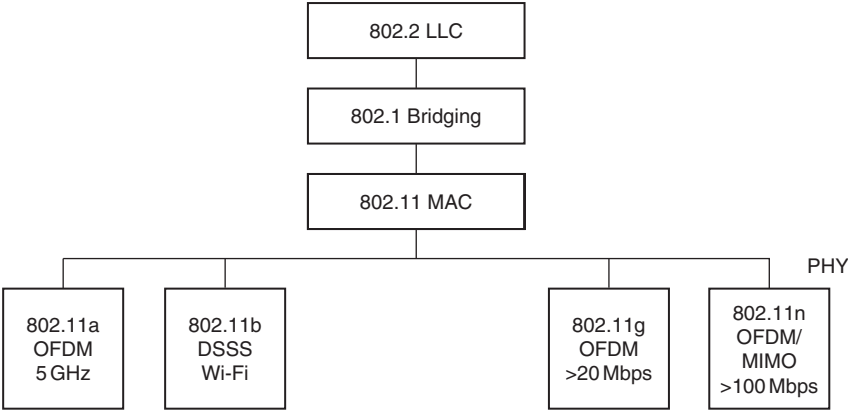 802.2 LLC
802.1 Bridging
802.11 MAC
PHY
802.11a
OFDM
5 GHz
802.11b
DSSS
Wi-Fi
802.11g
OFDM
>20 Mbps
802.11n
OFDM/
MIMO
>100 Mbps